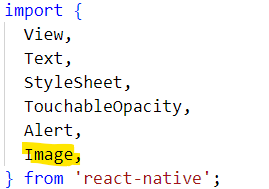 import {
  View,
  Text,
  StyleSheet,
  TouchableOpacity,
  Alert,
  Image,
} from 'react-native';